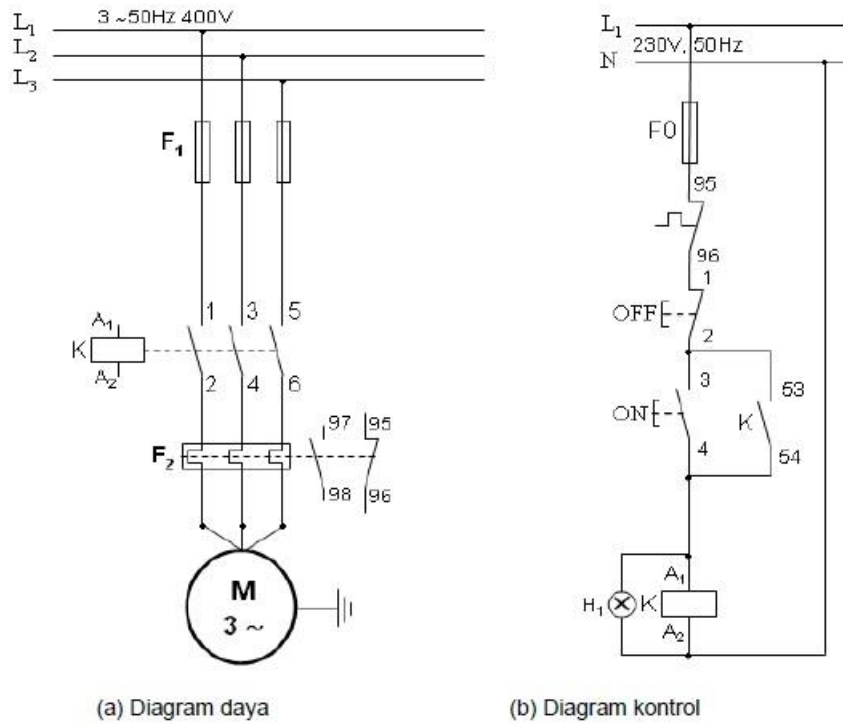 L1 3 ~50Hz 400V
L2
L3
F1
1 3 5
A1
K
A2
2 4 6
F2
97 95
98 96
M
3 ~
(a) Diagram daya
L1
230V, 50Hz
N
F0
95
96
1
OFF
2
3 53
ON K
4 54
A1
H1 K
A2
(b) Diagram kontrol